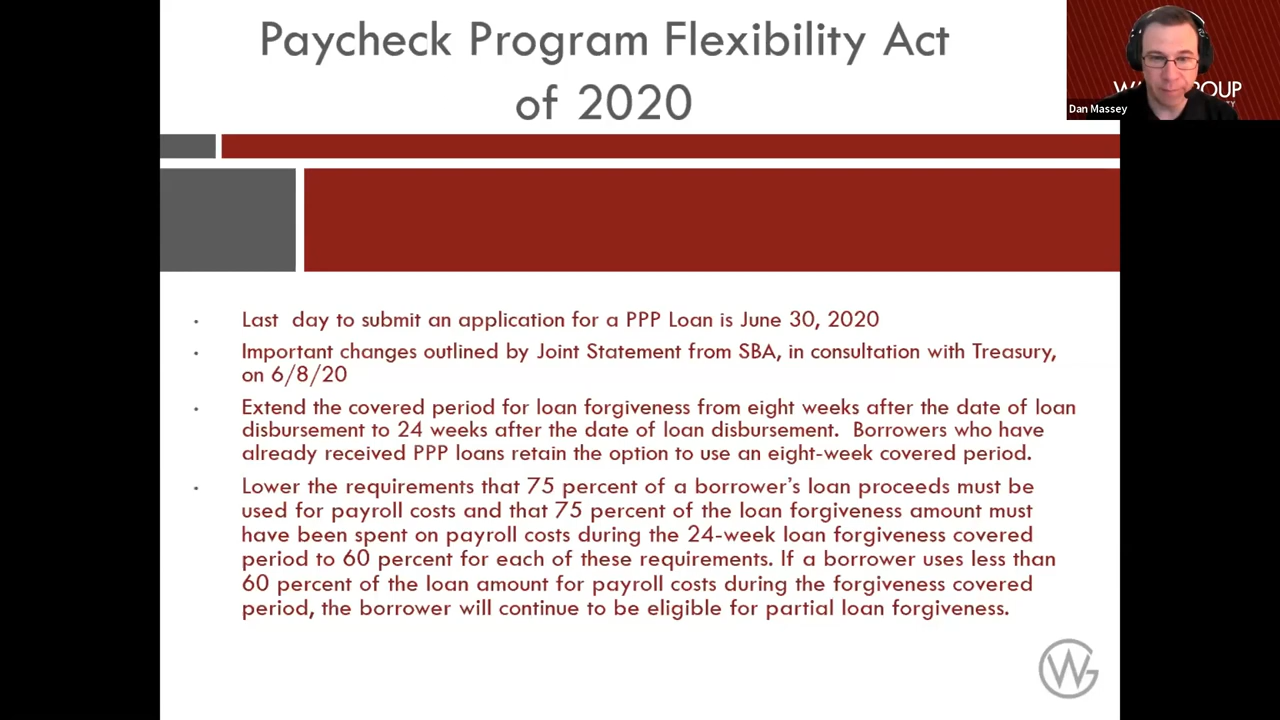 Paycheck Program Flexibility Act
of 2020
Dan Massey
• Last day to submit an application for a PPP Loan is June 30, 2020
• Important changes outlined by Joint Statement from SBA, in consultation with Treasury,
on 6/8/20
• Extend the covered period for loan forgiveness from eight weeks after the date of loan
disbursement to 24 weeks after the date of loan disbursement. Borrowers who have
already received PPP loans retain the option to use an eight-week covered period.
• Lower the requirements that 75 percent of a borrower’s loan proceeds must be
used for payroll costs and that 75 percent of the loan forgiveness amount must
have been spent on payroll costs during the 24-week loan forgiveness covered
period to 60 percent for each of these requirements. If a borrower uses less than
60 percent of the loan amount for payroll costs during the forgiveness covered
period, the borrower will continue to be eligible for partial loan forgiveness.
WG